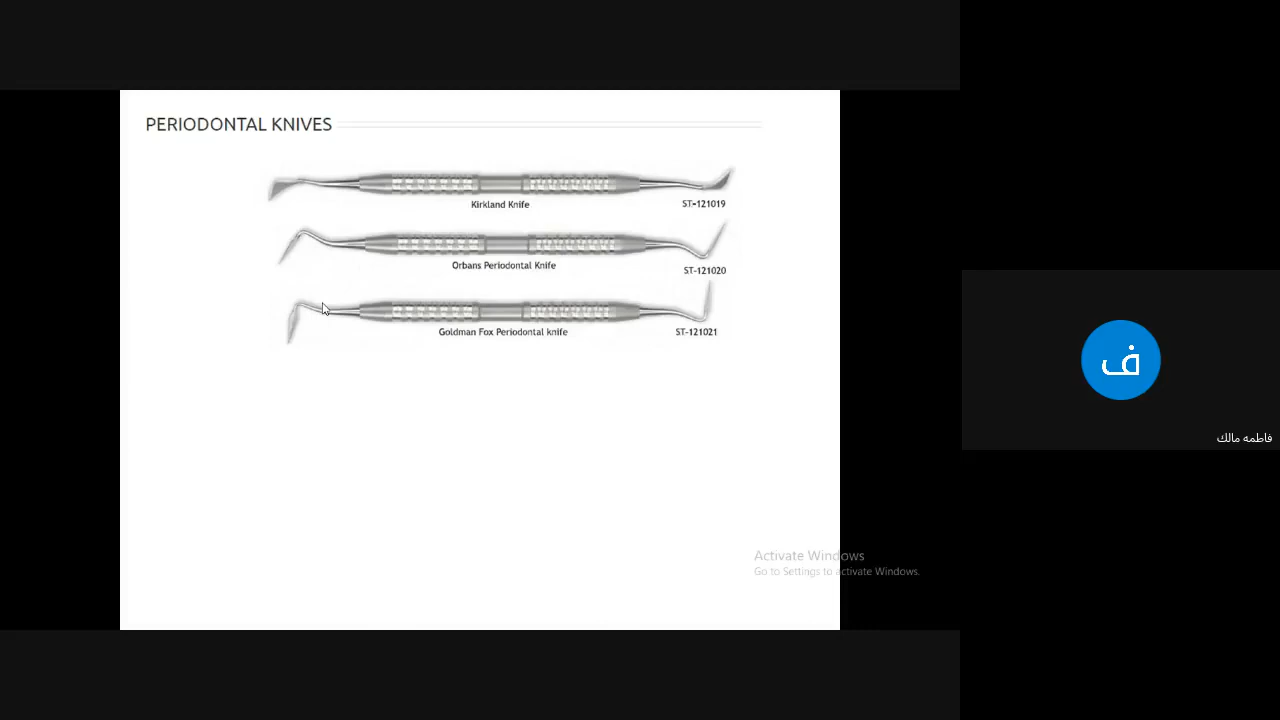 PERIODONTAL KNIVES
Kirkland Knife
ST-121019
Orbans Periodontal Knife
ST-121020
Goldman Fox Periodontal knife
ST-121021
ف
فاطمه مالك
Activate Windows
Go to Settings to activate Windows.